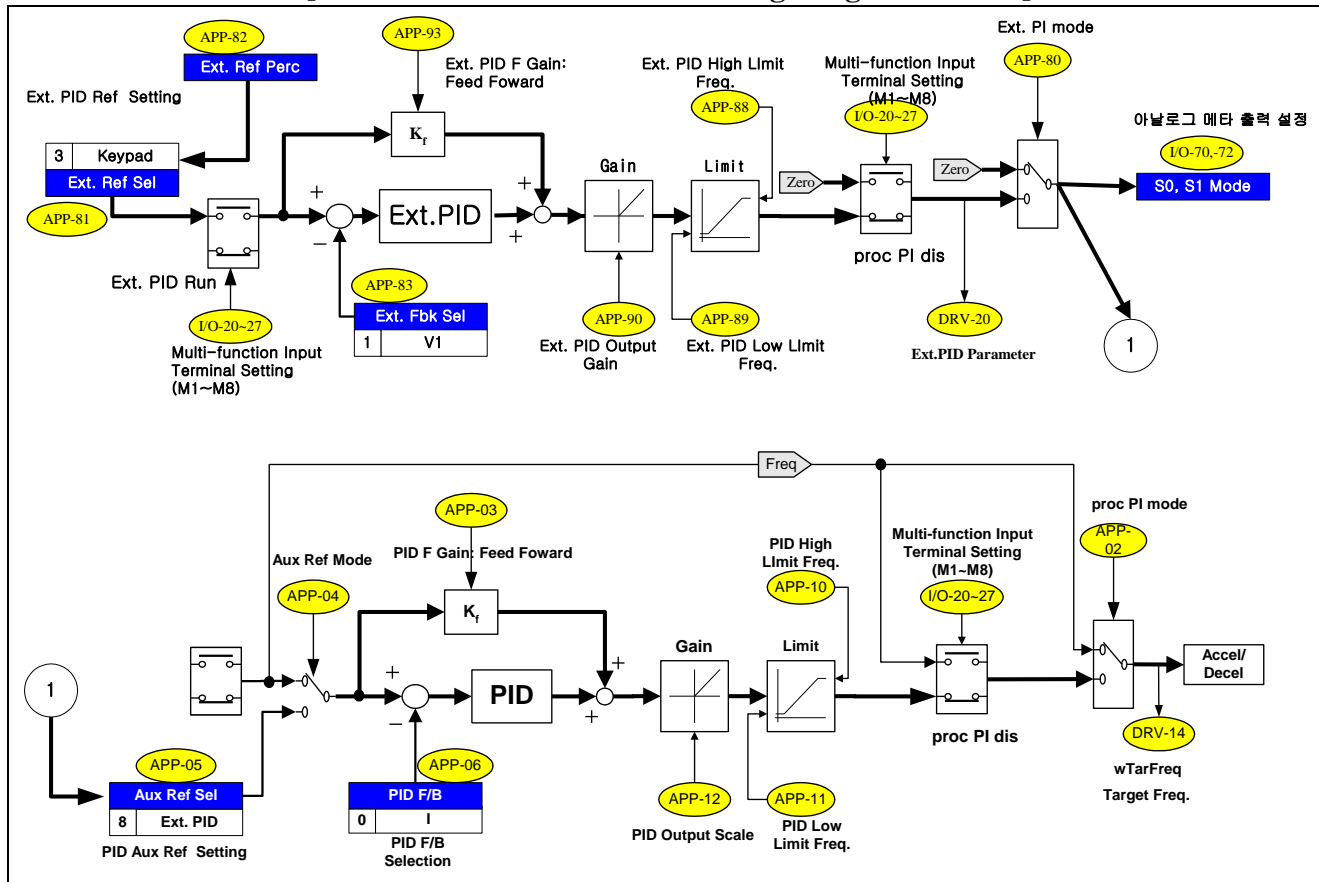 APP-82
Ext. Ref Perc
Ext. PID Ref Setting
3 Keypad
Ext. Ref Sel
APP-81
Ext. PID Run
I/O-20~27
Multi-function Input
Terminal Setting
(M1~M8)
APP-93
Ext. PID F Gain:
Feed Foward
Kf
+
−
Ext.PID
+
+
APP-83
Ext. Fbk Sel
1 V1
Gain
APP-90
Ext. PID Output
Gain
Ext. PID High LImit
Freq.
APP-88
Limit
APP-89
Ext. PID Low LImit
Freq.
Multi-function Input
Terminal Setting
(M1~M8)
I/O-20~27
Zero
proc PI dis
DRV-20
Ext.PID Parameter
Ext. PI mode
APP-80
Zero
아날로그 메타 출력 설정
I/O-70,-72
S0, S1 Mode
1
Freq
1
APP-05
Aux Ref Sel
8 Ext. PID
PID Aux Ref Setting
Aux Ref Mode
APP-04
APP-03
PID F Gain: Feed Foward
Kf
+
−
PID
+
+
APP-06
PID F/B
0 I
PID F/B
Selection
Gain
APP-12
PID Output Scale
PID High
LImit Freq.
APP-10
Limit
APP-11
PID Low
Limit Freq.
Multi-function Input
Terminal Setting
(M1~M8)
I/O-20~27
proc PI dis
proc PI mode
APP-
02
Accel/
Decel
DRV-14
wTarFreq
Target Freq.